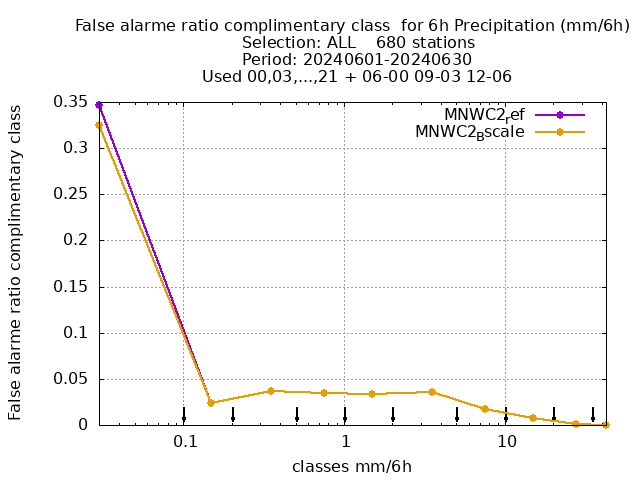 False alarme ratio complimentary class  for 6h Precipitation (mm/6h)
Selection: ALL    680 stations
Period: 20240601-20240630
Used 00,03,...,21 + 06-00 09-03 12-06
MNWC2ref
MNWC2Bscale
False alarme ratio complimentary class
0.35
0.3
0.25
0.2
0.15
0.1
0.05
0
0.1
1
10
classes mm/6h